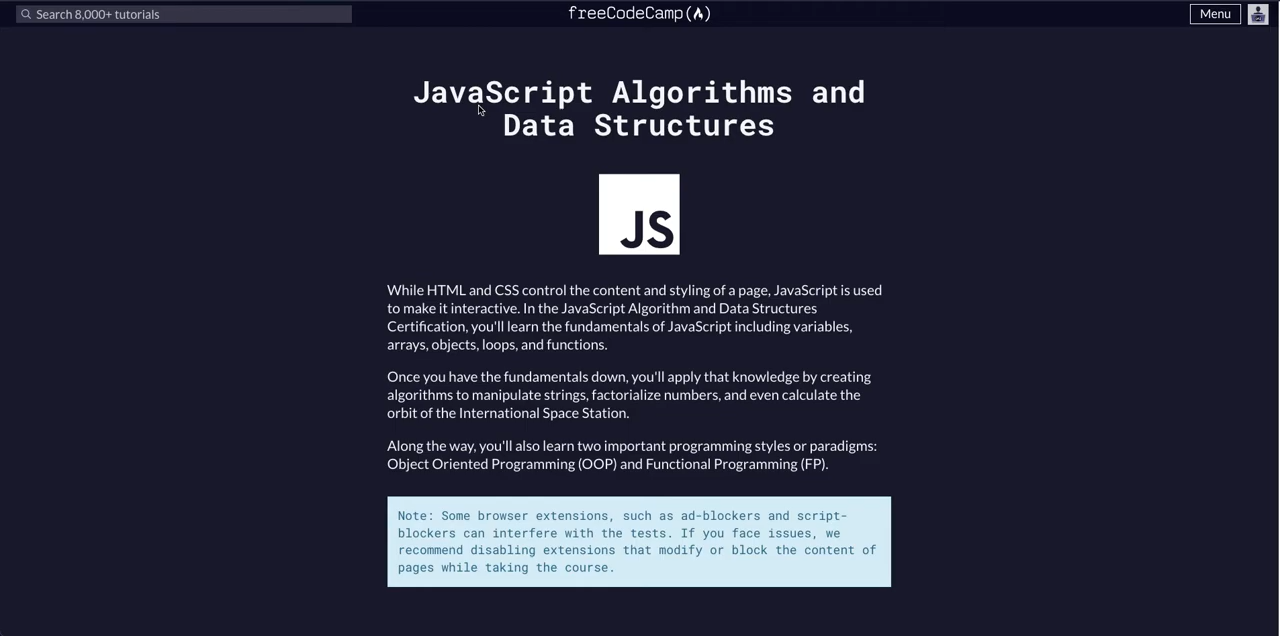 Search 8,000+ tutorials
freeCodeCamp
Menu
JavaScript Algorithms and
Data Structures
JS
While HTML and CSS control the content and styling of a page, JavaScript is used
to make it interactive. In the JavaScript Algorithm and Data Structures
Certification, you'll learn the fundamentals of JavaScript including variables,
arrays, objects, loops, and functions.
Once you have the fundamentals down, you'll apply that knowledge by creating
algorithms to manipulate strings, factorialize numbers, and even calculate the
orbit of the International Space Station.
Along the way, you'll also learn two important programming styles or paradigms:
Object Oriented Programming (OOP) and Functional Programming (FP).
Note: Some browser extensions, such as ad-blockers and script-
blockers can interfere with the tests. If you face issues, we
recommend disabling extensions that modify or block the content of
pages while taking the course.